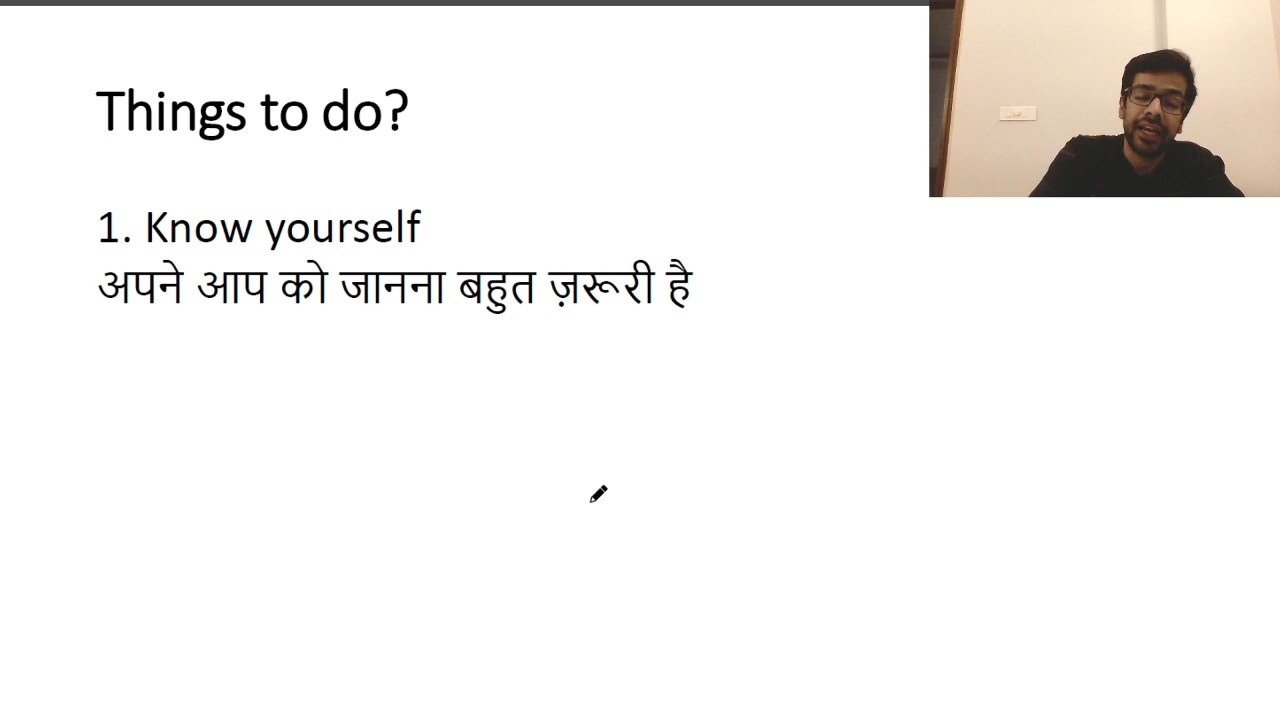 Things to do?
1. Know yourself
अपने आप को जानना बहुत ज़रूरी है